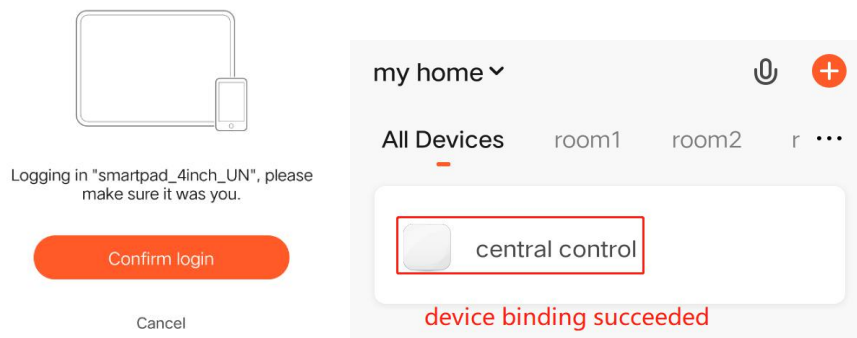 Logging in "smartpad_4inch_UN", please
make sure it was you.
Confirm login
Cancel
my home
All Devices room1 room2 r ...
central control
device binding succeeded